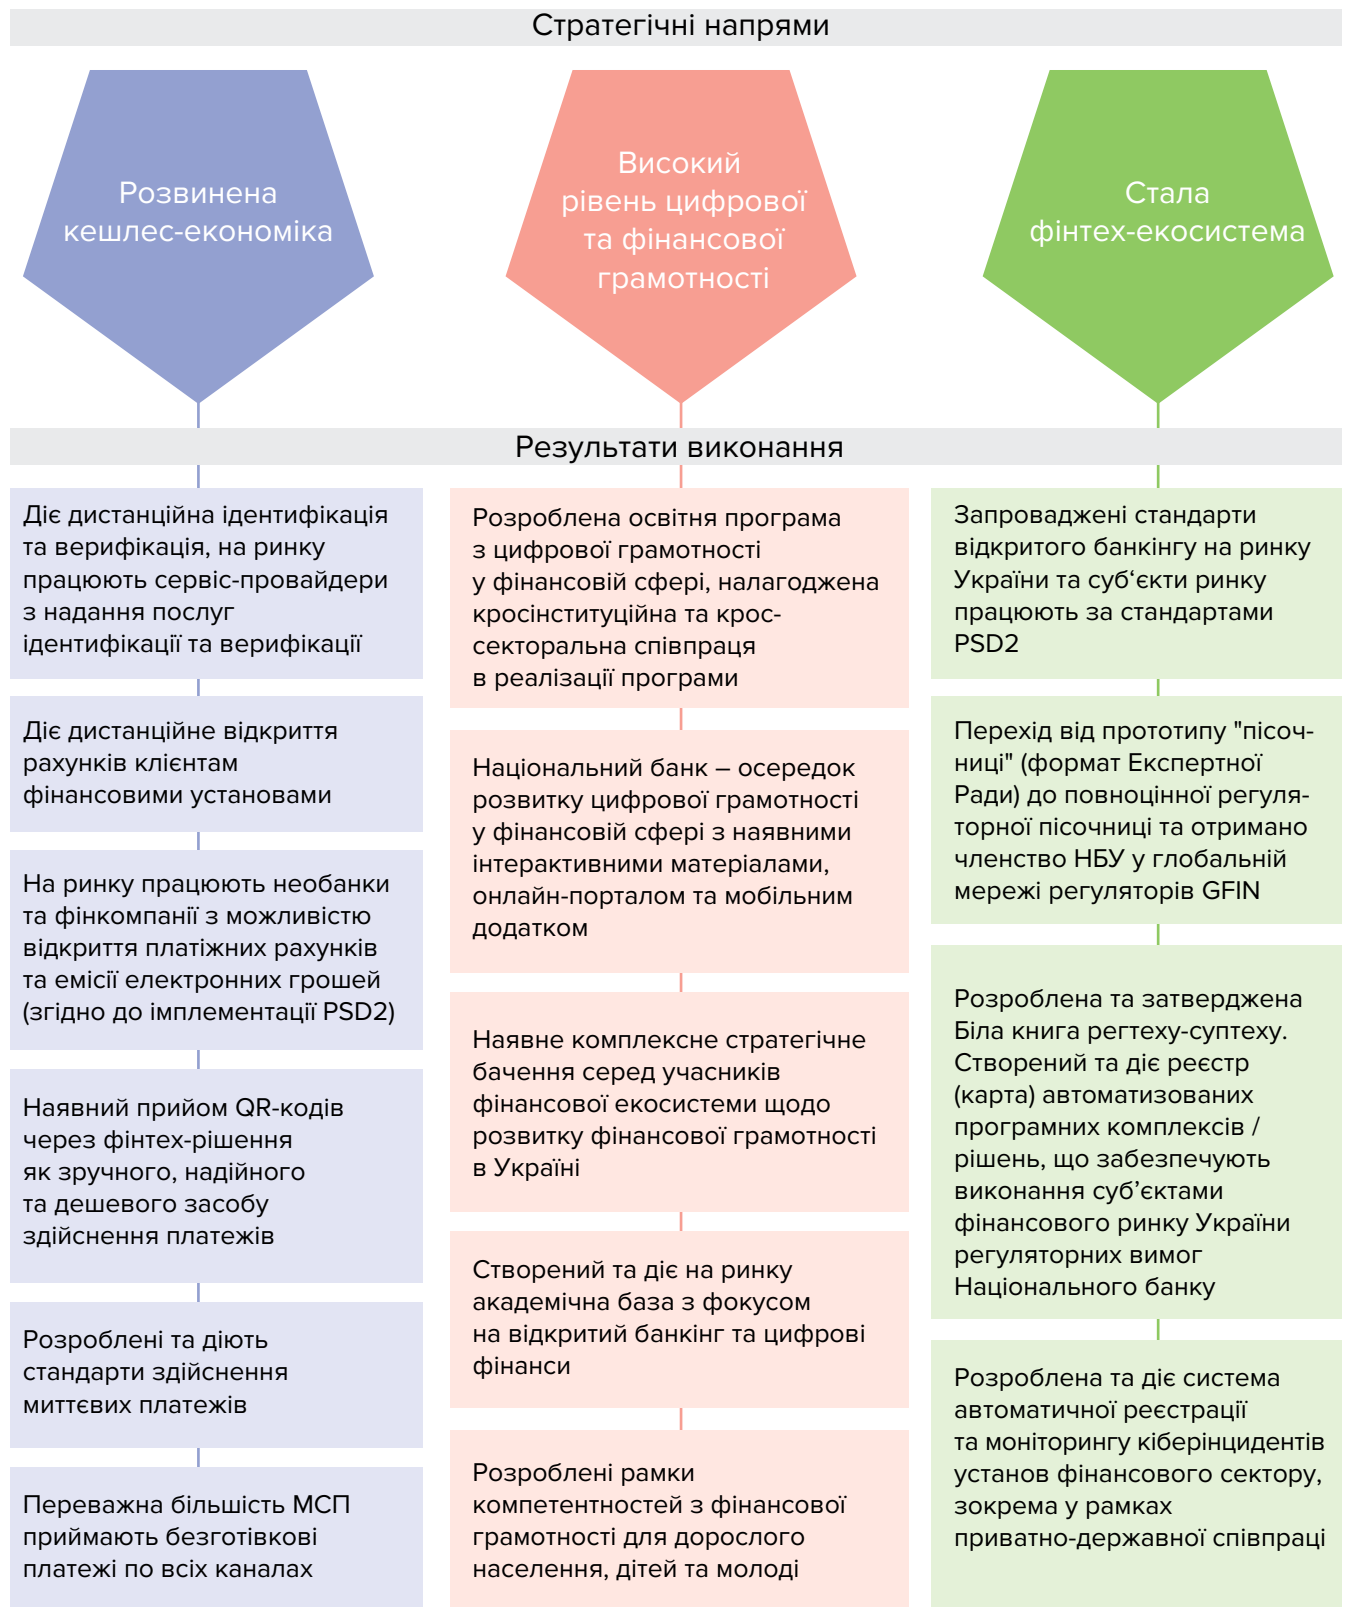 Стратегічні напрями
Розвинена
кешлес-економіка
Високий
рівень цифрової
та фінансової
грамотності
Стала
фінтех-екосистема
Результати виконання
Діє дистанційна ідентифікація
та верифікація, на ринку
працюють сервіс-провайдери
з надання послуг
ідентифікації та верифікації
Діє дистанційне відкриття
рахунків клієнтам
фінансовими установами
На ринку працюють необанки
та фінкомпанії з можливістю
відкриття платіжних рахунків
та емісії електронних грошей
(згідно до імплементації PSD2)
Наявний прийом QR-кодів
через фінтех-рішення
як зручного, надійного
та дешевого засобу
здійснення платежів
Розроблені та діють
стандарти здійснення
миттєвих платежів
Переважна більшість МСП
приймають безготівкові
платежі по всіх каналах
Розроблена освітня програма
з цифрової грамотності
у фінансовій сфері, налагоджена
кросінституційна та крос-
секторальна співпраця
в реалізації програми
Національний банк – осередок
розвитку цифрової грамотності
у фінансовій сфері з наявними
інтерактивними матеріалами,
онлайн-порталом та мобільним
додатком
Наявне комплексне стратегічне
бачення серед учасників
фінансової екосистеми щодо
розвитку фінансової грамотності
в Україні
Створений та діє на ринку
академічна база з фокусом
на відкритий банкінг та цифрові
фінанси
Розроблені рамки
компетентностей з фінансової
грамотності для дорослого
населення, дітей та молоді
Запроваджені стандарти
відкритого банкінгу на ринку
України та суб‘єкти ринку
працюють за стандартами
PSD2
Перехід від прототипу "пісоч-
ниці" (формат Експертної
Ради) до повноцінної регуля-
торної пісочниці та отримано
членство НБУ у глобальній
мережі регуляторів GFIN
Розроблена та затверджена
Біла книга регтеху-суптеху.
Створений та діє реєстр
(карта) автоматизованих
програмних комплексів /
рішень, що забезпечують
виконання суб’єктами
фінансового ринку України
регуляторних вимог
Національного банку
Розроблена та діє система
автоматичної реєстрації
та моніторингу кіберінцидентів
установ фінансового сектору,
зокрема у рамках
приватно-державної співпраці